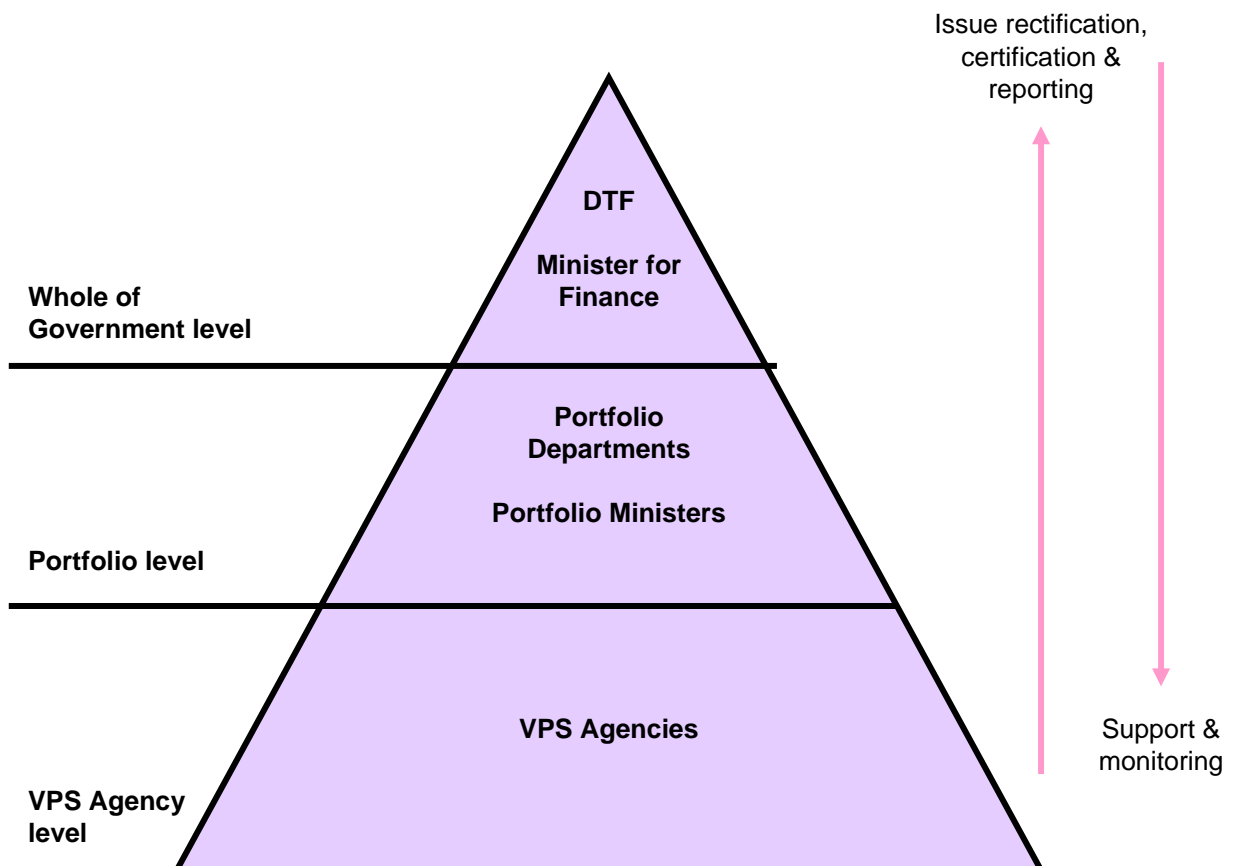 Issue rectification,
certification &
reporting
DTF
Minister for
Finance
Whole of
Government level
Portfolio
Departments
Portfolio Ministers
Portfolio level
VPS Agencies
Support &
monitoring
VPS Agency
level